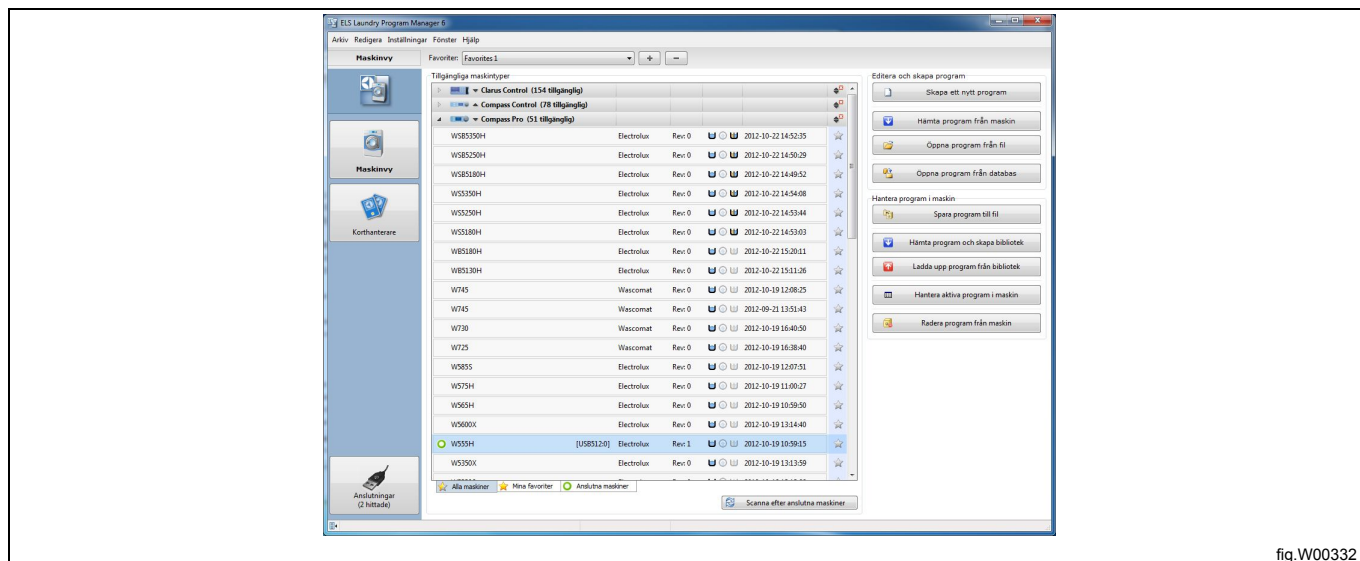 ELS Laundry Program Manager 6
Arkiv Redigera Inställningar Fönster Hjälp
Maskinvy
Favoriter: Favorites 1
+ −
Tillgängliga maskintyper
Clarus Control (154 tillgänglig)
Compass Control (78 tillgänglig)
Compass Pro (51 tillgänglig)
WSB5350H Electrolux Rev: 0 2012-10-22 14:52:35
WSB5250H Electrolux Rev: 0 2012-10-22 14:50:29
WSB5180H Electrolux Rev: 0 2012-10-22 14:49:52
WS5350H Electrolux Rev: 0 2012-10-22 14:54:08
WS5250H Electrolux Rev: 0 2012-10-22 14:53:44
WS5180H Electrolux Rev: 0 2012-10-22 14:53:03
WB5180H Electrolux Rev: 0 2012-10-22 15:20:11
WB5130H Electrolux Rev: 0 2012-10-22 15:11:26
W745 Wascomat Rev: 0 2012-10-19 12:08:25
W745 Wascomat Rev: 0 2012-09-21 13:51:43
W730 Wascomat Rev: 0 2012-10-19 16:40:50
W725 Wascomat Rev: 0 2012-10-19 16:38:40
W585S Electrolux Rev: 0 2012-10-19 12:07:51
W575H Electrolux Rev: 0 2012-10-19 11:00:27
W565H Electrolux Rev: 0 2012-10-19 10:59:50
W5600X Electrolux Rev: 0 2012-10-19 13:14:40
W555H [USB512:0] Electrolux Rev: 1 2012-10-19 10:59:15
W5350X Electrolux Rev: 0 2012-10-19 13:13:59
Alla maskiner Mina favoriter Anslutna maskiner
Scanna efter anslutna maskiner
Maskinvy
Korthanterare
Anslutningar
(2 hittade)
Editera och skapa program
Skapa ett nytt program
Hämta program från maskin
Öppna program från fil
Öppna program från databas
Hantera program i maskin
Spara program till fil
Hämta program och skapa bibliotek
Ladda upp program från bibliotek
Hantera aktiva program i maskin
Radera program från maskin
fig.W00332